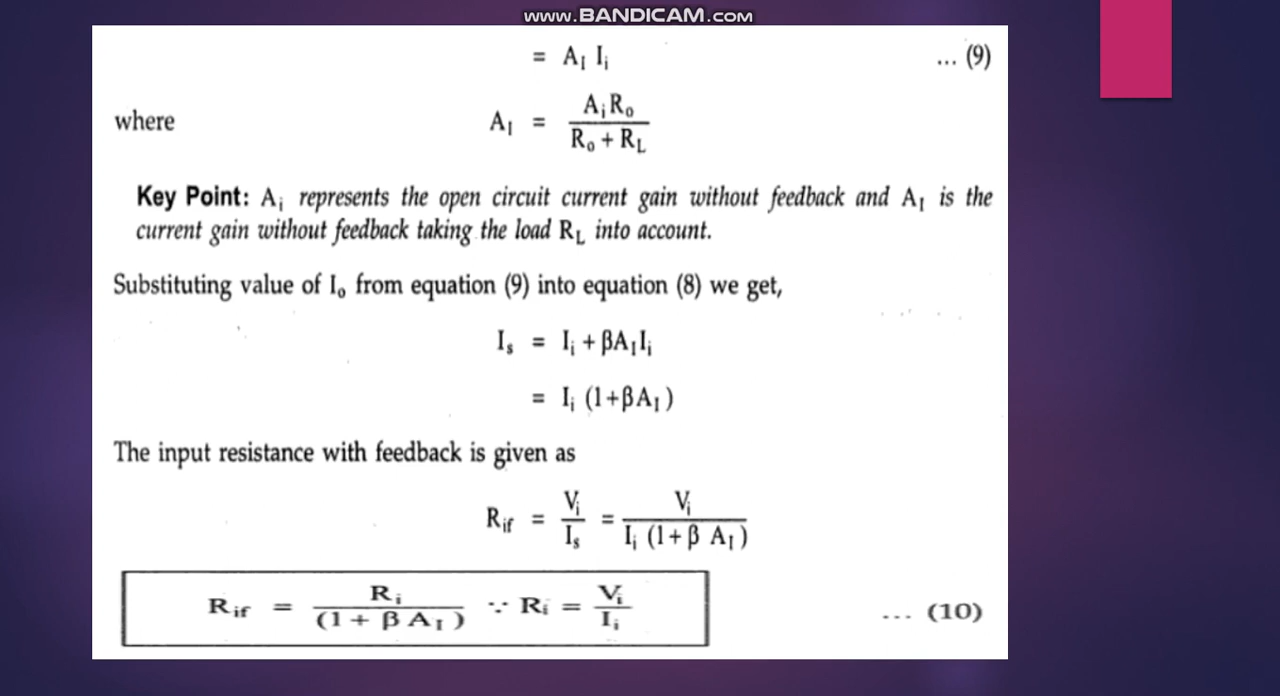 www.BANDICAM.com
= A_I I_i ... (9)
where A_I = A_i R_o / (R_o + R_L)
Key Point: A_i represents the open circuit current gain without feedback and A_I is the
current gain without feedback taking the load R_L into account.
Substituting value of I_o from equation (9) into equation (8) we get,
I_s = I_i + βA_I I_i
= I_i (1+βA_I)
The input resistance with feedback is given as
R_if = V_i / I_s = V_i / (I_i (1+β A_I))
R_if = R_i / (1 + β A_I) ∵ R_i = V_i / I_i ... (10)